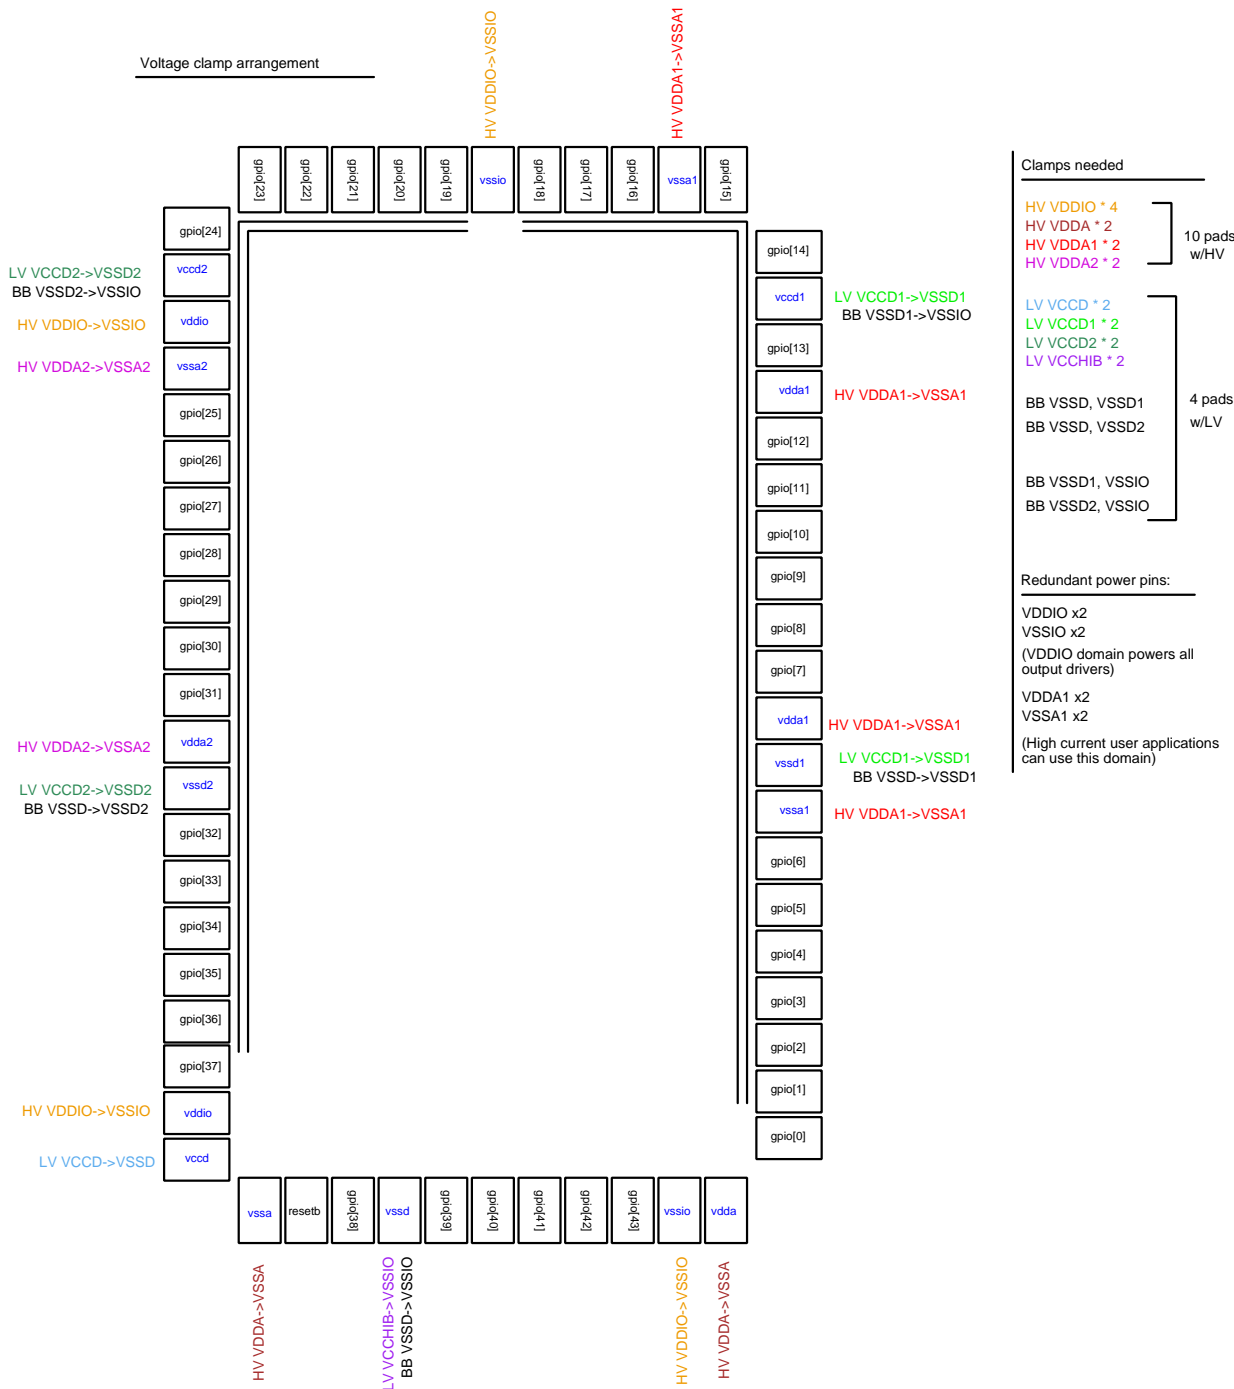 Voltage clamp arrangement
HV VDDIO->VSSIO
HV VDDA1->VSSA1
gpio[23]
gpio[22]
gpio[21]
gpio[20]
gpio[19]
vssio
gpio[18]
gpio[17]
gpio[16]
vssa1
gpio[15]
gpio[24]
LV VCCD2->VSSD2
BB VSSD2->VSSIO
vccd2
HV VDDIO->VSSIO
vddio
HV VDDA2->VSSA2
vssa2
gpio[25]
gpio[26]
gpio[27]
gpio[28]
gpio[29]
gpio[30]
gpio[31]
HV VDDA2->VSSA2
vdda2
LV VCCD2->VSSD2
BB VSSD->VSSD2
vssd2
gpio[32]
gpio[33]
gpio[34]
gpio[35]
gpio[36]
gpio[37]
HV VDDIO->VSSIO
vddio
LV VCCD->VSSD
vccd
gpio[14]
vccd1
LV VCCD1->VSSD1
BB VSSD1->VSSIO
gpio[13]
vdda1
HV VDDA1->VSSA1
gpio[12]
gpio[11]
gpio[10]
gpio[9]
gpio[8]
gpio[7]
vdda1
HV VDDA1->VSSA1
vssd1
LV VCCD1->VSSD1
BB VSSD->VSSD1
vssa1
HV VDDA1->VSSA1
gpio[6]
gpio[5]
gpio[4]
gpio[3]
gpio[2]
gpio[1]
gpio[0]
vssa
resetb
gpio[38]
vssd
gpio[39]
gpio[40]
gpio[41]
gpio[42]
gpio[43]
vssio
vdda
HV VDDA->VSSA
LV VCCHIB->VSSIO
BB VSSD->VSSIO
HV VDDIO->VSSIO
HV VDDA->VSSA
Clamps needed
HV VDDIO * 4
HV VDDA * 2
HV VDDA1 * 2
HV VDDA2 * 2
10 pads
w/HV
LV VCCD * 2
LV VCCD1 * 2
LV VCCD2 * 2
LV VCCHIB * 2
BB VSSD, VSSD1
BB VSSD, VSSD2
BB VSSD1, VSSIO
BB VSSD2, VSSIO
4 pads
w/LV
Redundant power pins:
VDDIO x2
VSSIO x2
(VDDIO domain powers all
output drivers)
VDDA1 x2
VSSA1 x2
(High current user applications
can use this domain)